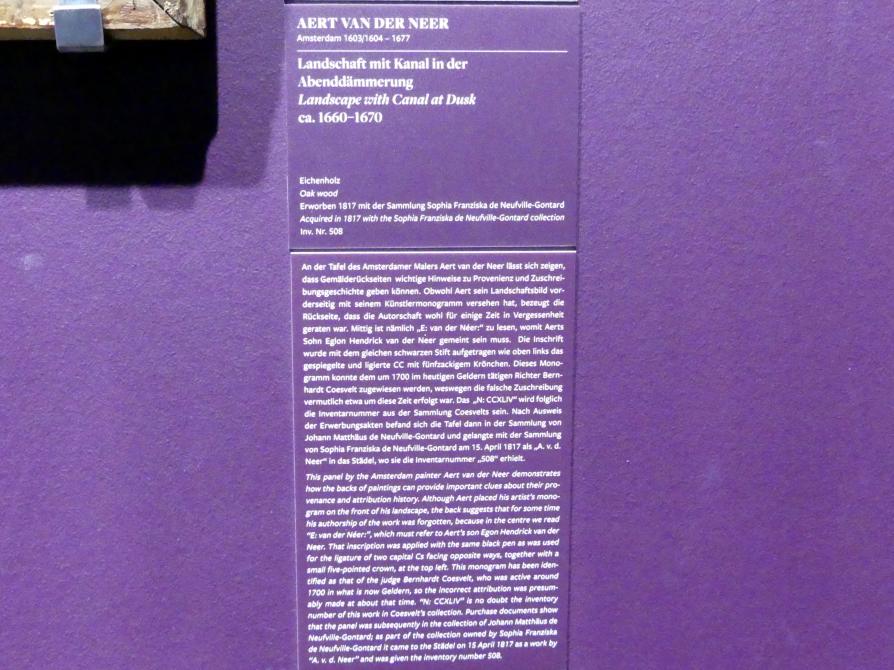 AERT VAN DER NEER
Amsterdam 1603/1604 – 1677
Landschaft mit Kanal in der
Abenddämmerung
Landscape with Canal at Dusk
ca. 1660–1670
Eichenholz
Oak wood
Erworben 1817 mit der Sammlung Sophia Franziska de Neufville-Gontard
Acquired in 1817 with the Sophia Franziska de Neufville-Gontard collection
Inv. Nr. 508
An der Tafel des Amsterdamer Malers Aert van der Neer lässt sich zeigen,
dass Gemälderückseiten wichtige Hinweise zu Provenienz und Zuschrei-
bungsgeschichte geben können. Obwohl Aert sein Landschaftsbild vor-
derseitig mit seinem Künstlermonogramm versehen hat, bezeugt die
Rückseite, dass die Autorschaft wohl für einige Zeit in Vergessenheit
geraten war. Mittig ist nämlich „E: van der Néer:“ zu lesen, womit Aerts
Sohn Eglon Hendrick van der Neer gemeint sein muss. Die Inschrift
wurde mit dem gleichen schwarzen Stift aufgetragen wie oben links das
gespiegelte und ligierte CC mit fünfzackigem Krönchen. Dieses Mono-
gramm konnte dem um 1700 im heutigen Geldern tätigen Richter Bern-
hardt Coesvelt zugewiesen werden, weswegen die falsche Zuschreibung
vermutlich etwa um diese Zeit erfolgt war. Das „N: CCXLIV“ wird folglich
die Inventarnummer aus der Sammlung Coesvelts sein. Nach Ausweis
der Erwerbungsakten befand sich die Tafel dann in der Sammlung von
Johann Matthäus de Neufville-Gontard und gelangte mit der Sammlung
von Sophia Franziska de Neufville-Gontard am 15. April 1817 als „A. v. d.
Neer“ in das Städel, wo sie die Inventarnummer „508“ erhielt.
This panel by the Amsterdam painter Aert van der Neer demonstrates
how the backs of paintings can provide important clues about their pro-
venance and attribution history. Although Aert placed his artist's mono-
gram on the front of his landscape, the back suggests that for some time
his authorship of the work was forgotten, because in the centre we read
"E: van der Néer:", which must refer to Aert's son Egon Hendrick van der
Neer. That inscription was applied with the same black pen as was used
for the ligature of two capital Cs facing opposite ways, together with a
small five-pointed crown, at the top left. This monogram has been iden-
tified as that of the judge Bernhardt Coesvelt, who was active around
1700 in what is now Geldern, so the incorrect attribution was presum-
ably made at about that time. "N: CCXLIV" is no doubt the inventory
number of this work in Coesvelt's collection. Purchase documents show
that the panel was subsequently in the collection of Johann Matthäus de
Neufville-Gontard; as part of the collection owned by Sophia Franziska
de Neufville-Gontard it came to the Städel on 15 April 1817 as a work by
"A. v. d. Neer" and was given the inventory number 508.